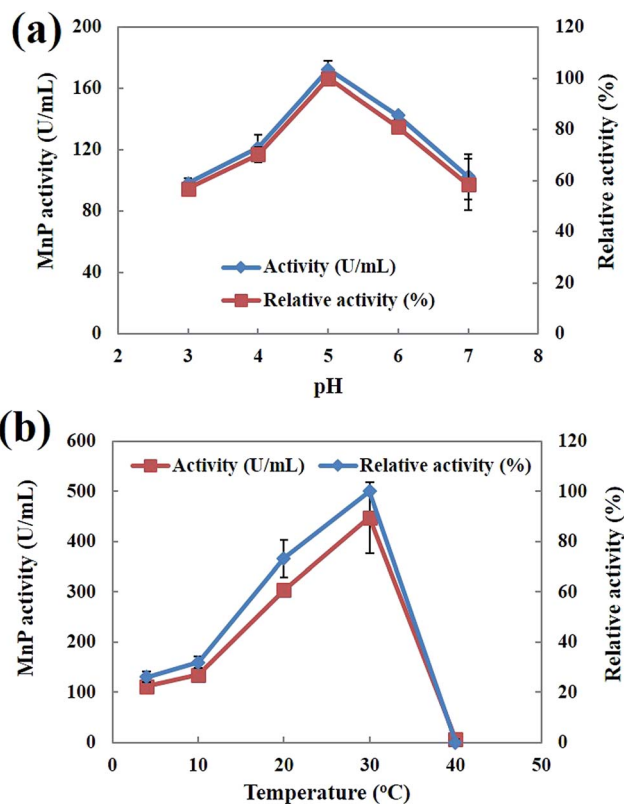 (a)
200
160
120
80
40
0
MnP activity (U/mL)
120
100
80
60
40
20
0
Relative activity (%)
Activity (U/mL)
Relative activity (%)
2 3 4 5 6 7 8
pH
(b)
600
500
400
300
200
100
0
MnP activity (U/mL)
120
100
80
60
40
20
0
Relative activity (%)
Activity (U/mL) Relative activity (%)
0 10 20 30 40 50
Temperature (°C)